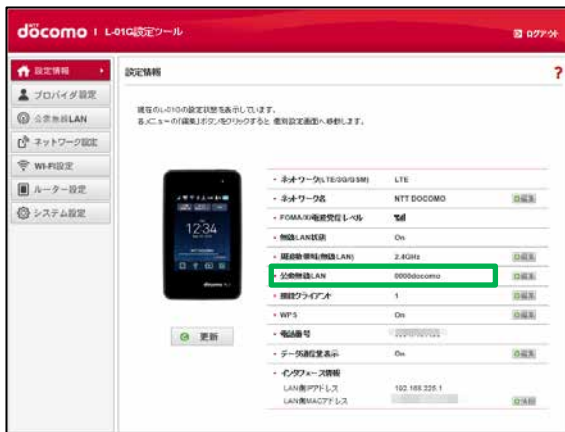 NTT
döcomo | L-01G設定ツール
ログアウト
設定情報
プロバイダ設定
公衆無線LAN
ネットワーク設定
Wi-Fi設定
ルーター設定
システム設定
設定情報
?
現在のL-01Gの設定状態を表示しています。
各メニューの「編集」ボタンをクリックすると 個別設定画面へ移動します。
12:34
更新
・ネットワーク(LTE/3G/GSM) LTE
・ネットワーク名 NTT DOCOMO 編集
・FOMA/Xi電波受信レベル
・無線LAN状態 On
・周波数帯域(無線LAN) 2.4GHz 編集
・公衆無線LAN 0000docomo 編集
・接続クライアント 1 編集
・WPS On 編集
・電話番号
・データ通信量表示 On 編集
・インタフェース情報
LAN側IPアドレス 192.168.225.1
LAN側MACアドレス